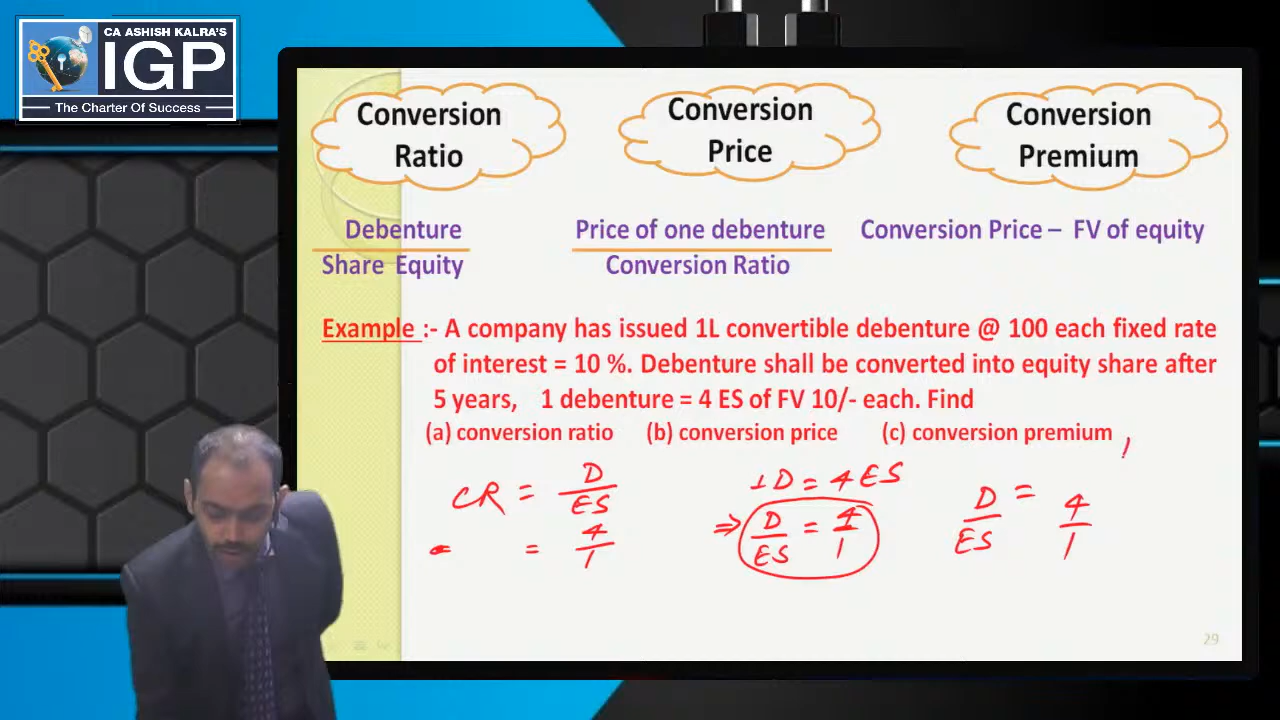 CA ASHISH KALRA'S
IGP
The Charter Of Success
Conversion
Ratio
Conversion
Price
Conversion
Premium
Debenture
Share Equity
Price of one debenture
Conversion Ratio
Conversion Price – FV of equity
Example :- A company has issued 1L convertible debenture @ 100 each fixed rate
of interest = 10 %. Debenture shall be converted into equity share after
5 years, 1 debenture = 4 ES of FV 10/- each. Find
(a) conversion ratio (b) conversion price (c) conversion premium
CR = D/ES
= 4/1
1D = 4 ES
⇒ D/ES = 4/1
D/ES = 4/1
29